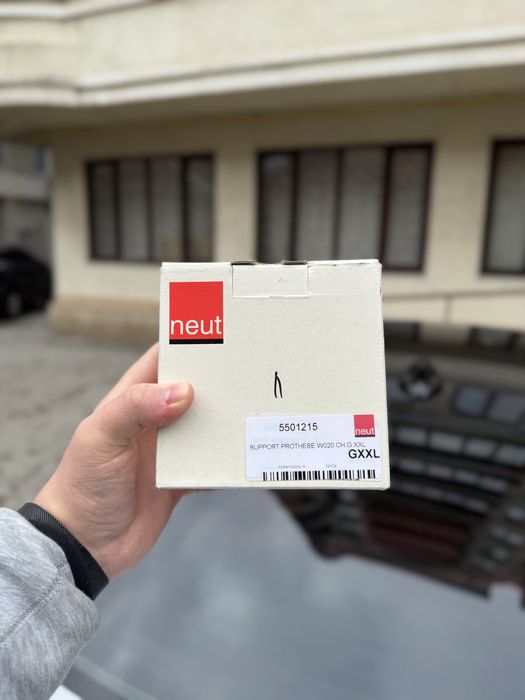 neut
5501215
neut
SUPPORT PROTHESE W020 CH G XXL
GXXL